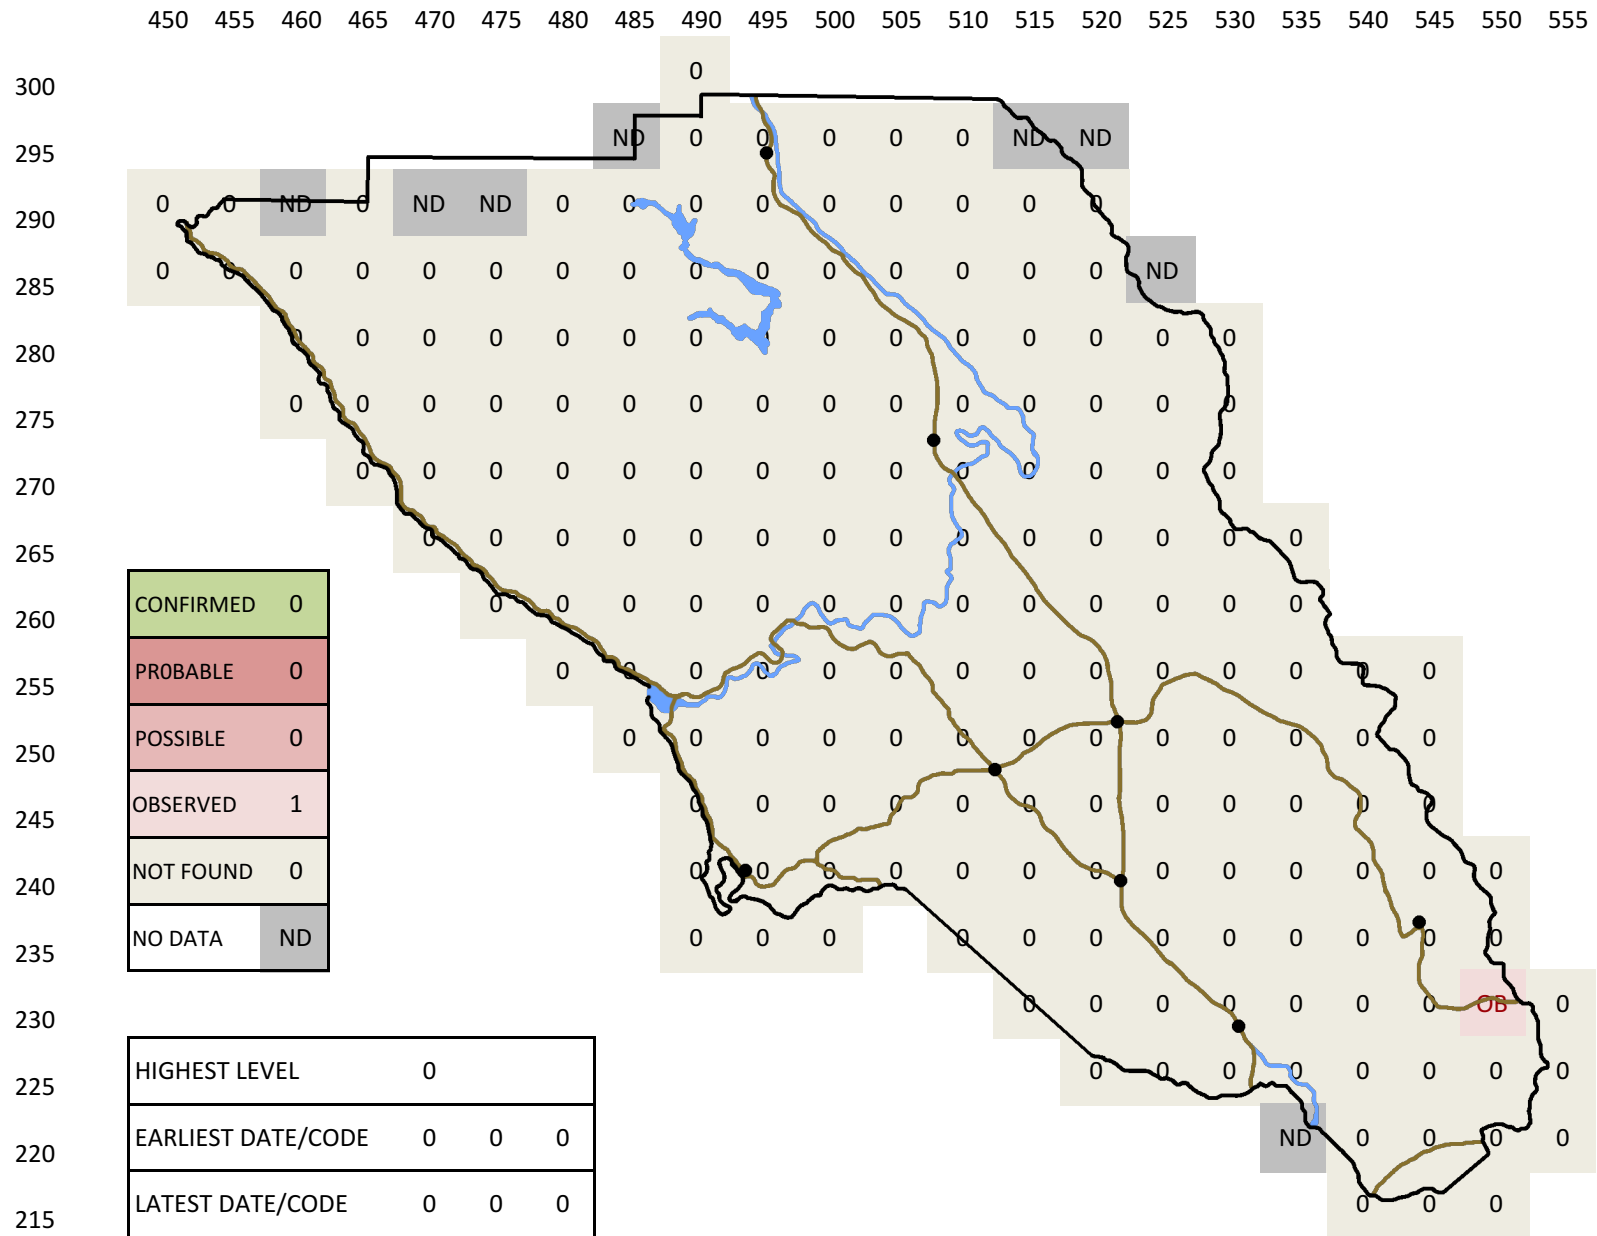 450 455 460 465 470 475 480 485 490 495 500 505 510 515 520 525 530 535 540 545 550 555
300 0
295 ND 0 0 0 0 0 ND ND
290 0 0 ND 0 ND ND 0 0 0 0 0 0 0 0 0
285 0 0 0 0 0 0 0 0 0 0 0 0 0 0 0 ND
280 0 0 0 0 0 0 0 0 0 0 0 0 0 0 0
275 0 0 0 0 0 0 0 0 0 0 0 0 0 0 0
270 0 0 0 0 0 0 0 0 0 0 0 0 0 0
265 0 0 0 0 0 0 0 0 0 0 0 0 0 0
260 CONFIRMED 0 0 0 0 0 0 0 0 0 0 0 0 0 0
255 PR0BABLE 0 0 0 0 0 0 0 0 0 0 0 0 0 0 0
250 POSSIBLE 0 0 0 0 0 0 0 0 0 0 0 0 0 0
245 OBSERVED 1 0 0 0 0 0 0 0 0 0 0 0 0
240 NOT FOUND 0 0 0 0 0 0 0 0 0 0 0 0 0 0
235 NO DATA ND 0 0 0 0 0 0 0 0 0 0 0 0
230 0 0 0 0 0 0 0 OB 0
225 HIGHEST LEVEL 0 0 0 0 0 0 0 0 0
220 EARLIEST DATE/CODE 0 0 0 ND 0 0 0 0
215 LATEST DATE/CODE 0 0 0 0 0 0